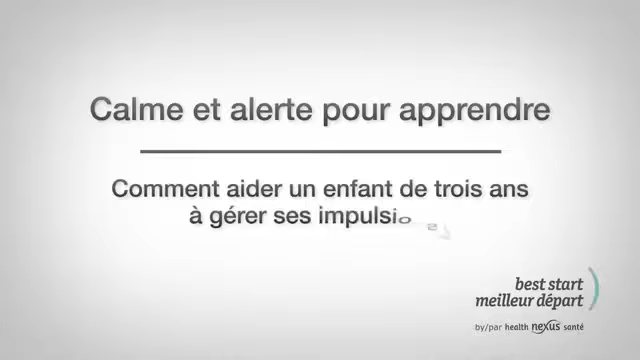 Calme et alerte pour apprendre
Comment aider un enfant de trois ans
à gérer ses
best start
meilleur départ
by/par health nexus santé